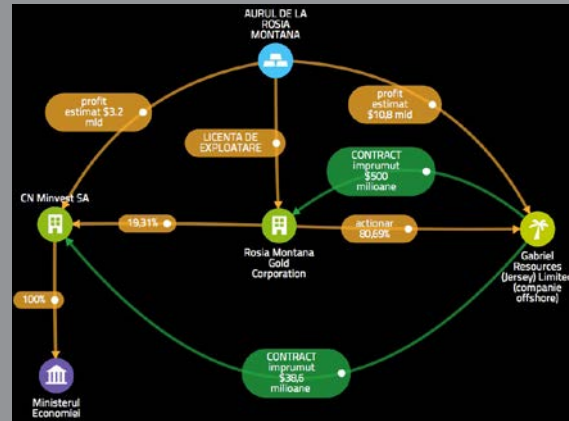 AURUL DE LA
ROSIA
MONTANA
profit
estimat $3.2
mld
profit
estimat
$10,8 mld
LICENTA DE
EXPLOATARE
CONTRACT
imprumut
$500
milioane
CN Minvest SA
19,31%
actionar
80,69%
Rosia Montana
Gold
Corporation
Gabriel
Resources
(Jersey) Limited
(companie
offshore)
100%
CONTRACT
imprumut
$38,6
milioane
Ministerul
Economiei